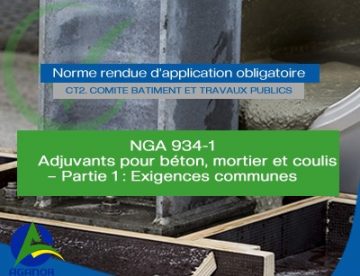 Norme rendue d'application obligatoire
CT2. COMITE BATIMENT ET TRAVAUX PUBLICS
NGA 934-1
Adjuvants pour béton, mortier et coulis
– Partie 1 : Exigences communes
AGANOR